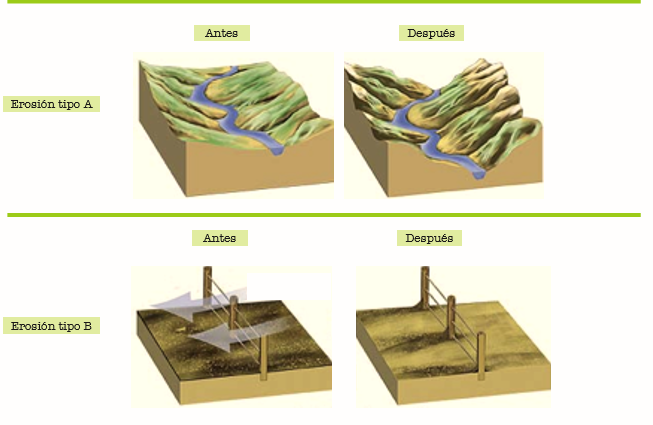 Antes
Después
Erosión tipo A
Antes
Después
Erosión tipo B